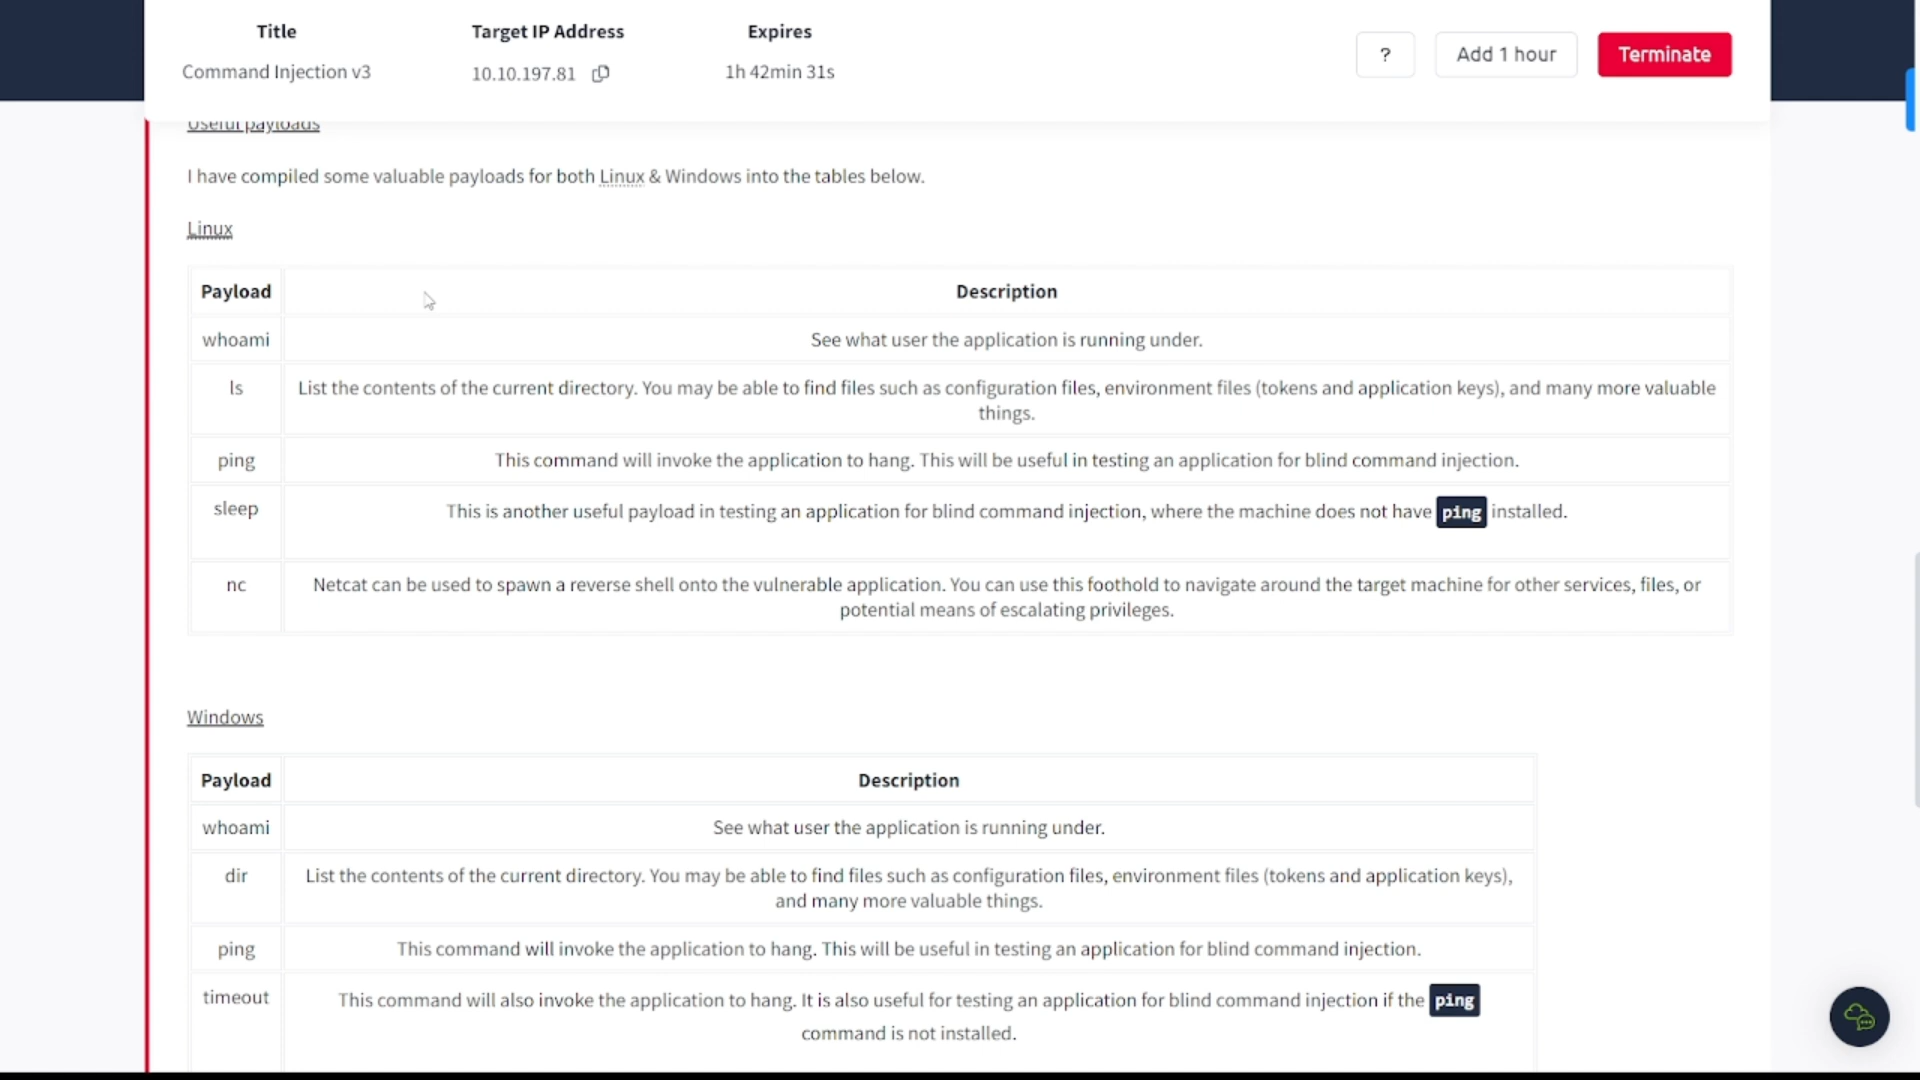 Title
Target IP Address
Expires
Command Injection v3
10.10.197.81
1h 42min 31s
?
Add 1 hour
Terminate
Useful payloads
I have compiled some valuable payloads for both Linux & Windows into the tables below.
Linux
Payload
Description
whoami
See what user the application is running under.
ls
List the contents of the current directory. You may be able to find files such as configuration files, environment files (tokens and application keys), and many more valuable
things.
ping
This command will invoke the application to hang. This will be useful in testing an application for blind command injection.
sleep
This is another useful payload in testing an application for blind command injection, where the machine does not have ping installed.
nc
Netcat can be used to spawn a reverse shell onto the vulnerable application. You can use this foothold to navigate around the target machine for other services, files, or
potential means of escalating privileges.
Windows
Payload
Description
whoami
See what user the application is running under.
dir
List the contents of the current directory. You may be able to find files such as configuration files, environment files (tokens and application keys),
and many more valuable things.
ping
This command will invoke the application to hang. This will be useful in testing an application for blind command injection.
timeout
This command will also invoke the application to hang. It is also useful for testing an application for blind command injection if the ping
command is not installed.